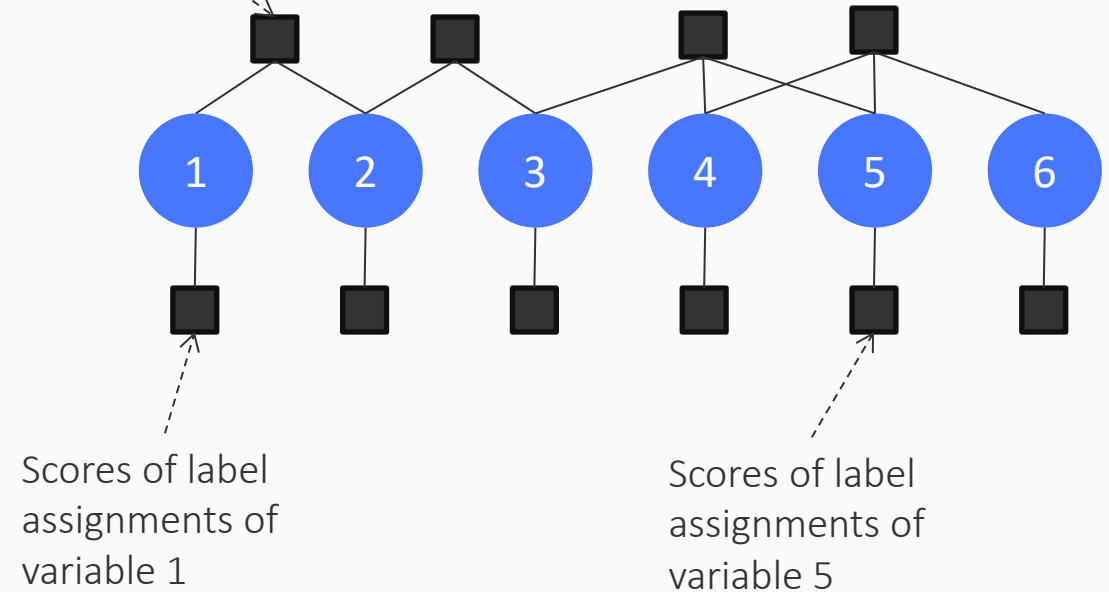 1 2 3 4 5 6
Scores of label
assignments of
variable 1
Scores of label
assignments of
variable 5